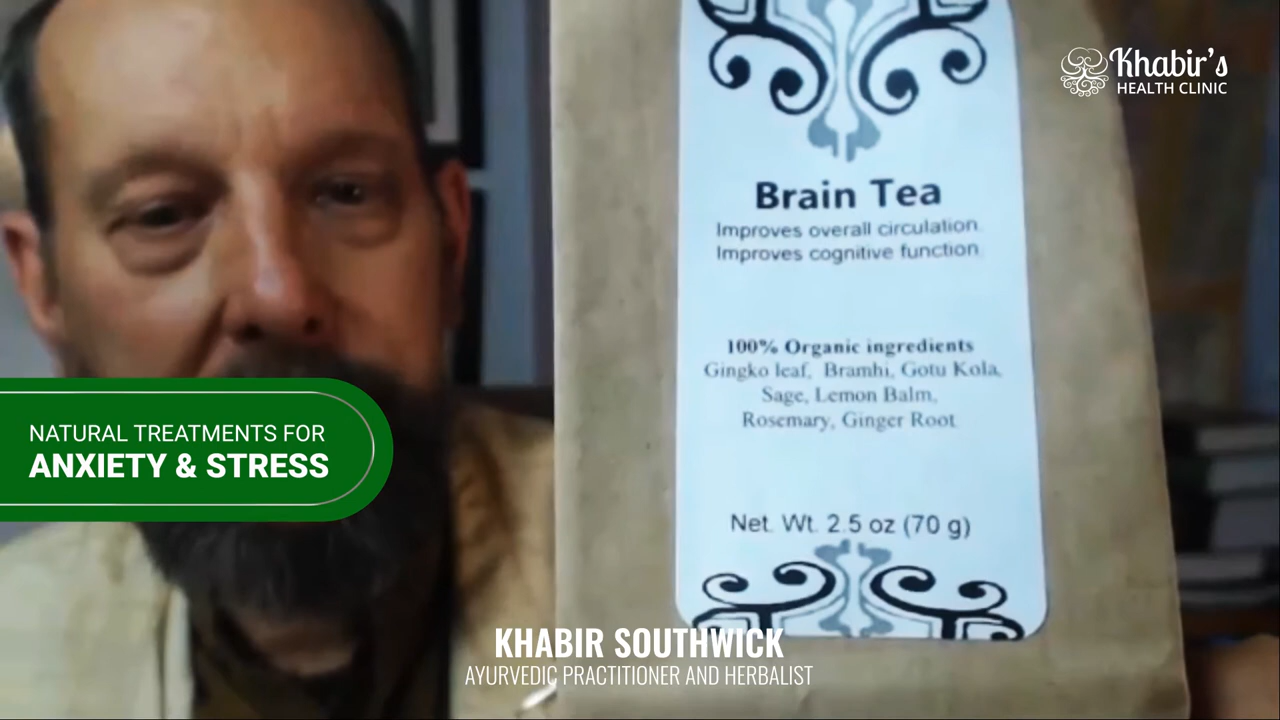 Khabir's
HEALTH CLINIC
Brain Tea
Improves overall circulation
Improves cognitive function
100% Organic ingredients
Gingko leaf, Bramhi, Gotu Kola,
Sage, Lemon Balm,
Rosemary, Ginger Root
Net. Wt. 2.5 oz (70 g)
NATURAL TREATMENTS FOR
ANXIETY & STRESS
KHABIR SOUTHWICK
AYURVEDIC PRACTITIONER AND HERBALIST